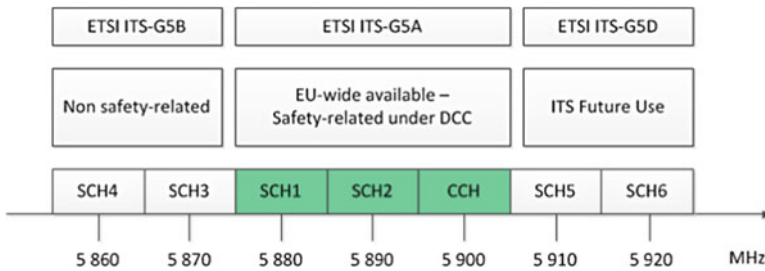 ETSI ITS-G5B
ETSI ITS-G5A
ETSI ITS-G5D
Non safety-related
EU-wide available –
Safety-related under DCC
ITS Future Use
SCH4
SCH3
SCH1
SCH2
CCH
SCH5
SCH6
5 860
5 870
5 880
5 890
5 900
5 910
5 920
MHz